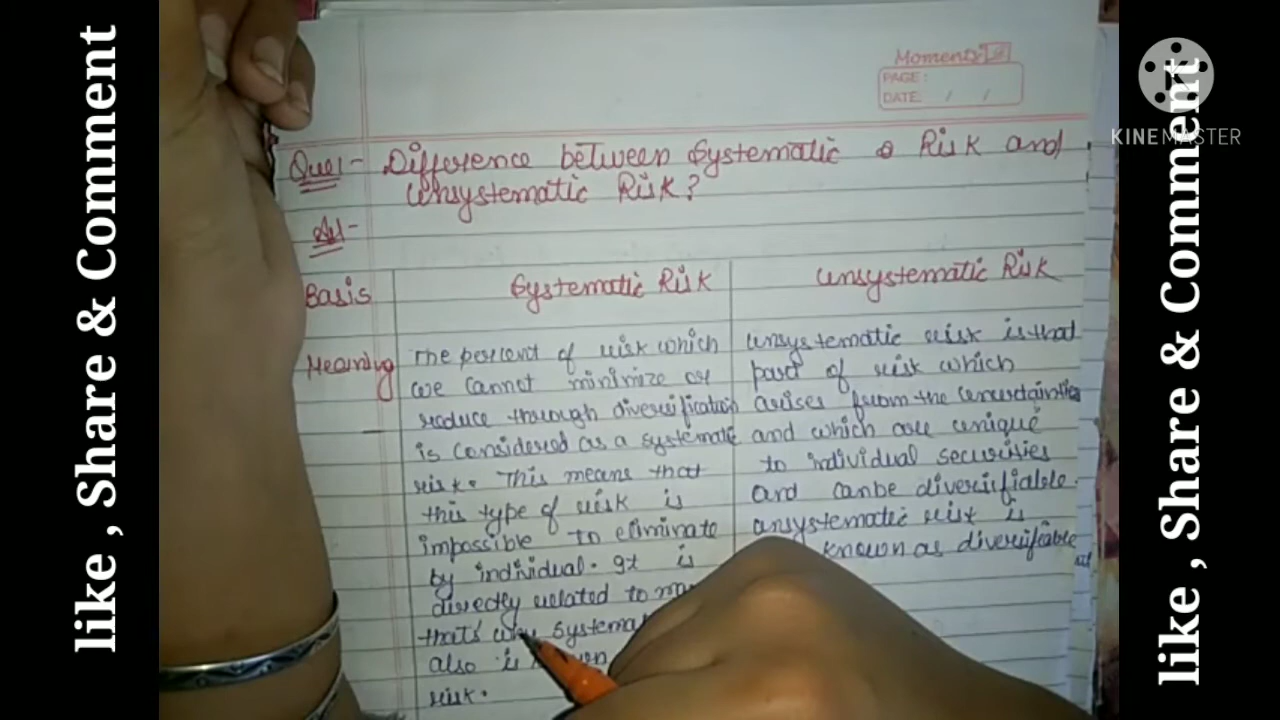 like , Share & Comment
Moments
PAGE :
DATE: / /
KINEMASTER
Que1- Difference between Systematic Risk and
Unsystematic Risk?
Ans-
Basis
Systematic Risk
Unsystematic Risk
Meaning
The percent of risk which
we cannot minimize or
reduce through diversification
is considered as a systematic
risk. This means that
this type of risk is
impossible to eliminate
by individual. It is
directly related to
that's why
also is
risk.
Unsystematic risk is that
part of risk which
arises from the uncertainties
and which are unique
to individual securities
and canbe diversifiable.
unsystematic risk is
known as diversifiable
like , Share & Comment